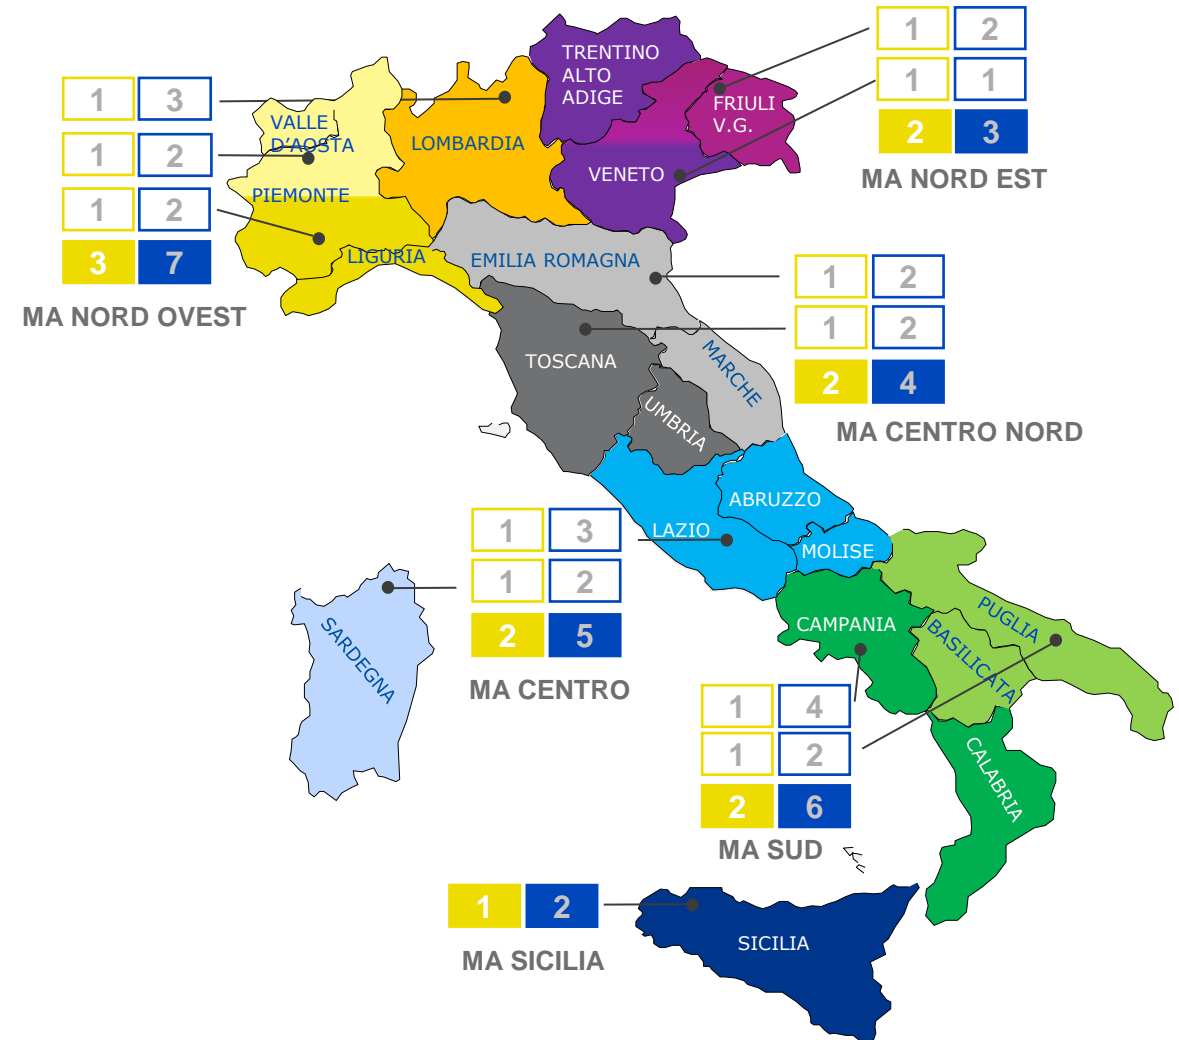 1 2
TRENTINO
ALTO
ADIGE
1 1
1 3
FRIULI
V.G.
VALLE
D'AOSTA
2 3
LOMBARDIA
1 2
VENETO
MA NORD EST
PIEMONTE
1 2
LIGURIA
EMILIA ROMAGNA
3 7
1 2
MA NORD OVEST
1 2
TOSCANA
MARCHE
2 4
UMBRIA
MA CENTRO NORD
ABRUZZO
1 3
LAZIO
MOLISE
1 2
PUGLIA
CAMPANIA
BASILICATA
2 5
SARDEGNA
MA CENTRO
1 4
1 2
CALABRIA
2 6
MA SUD
1 2
SICILIA
MA SICILIA